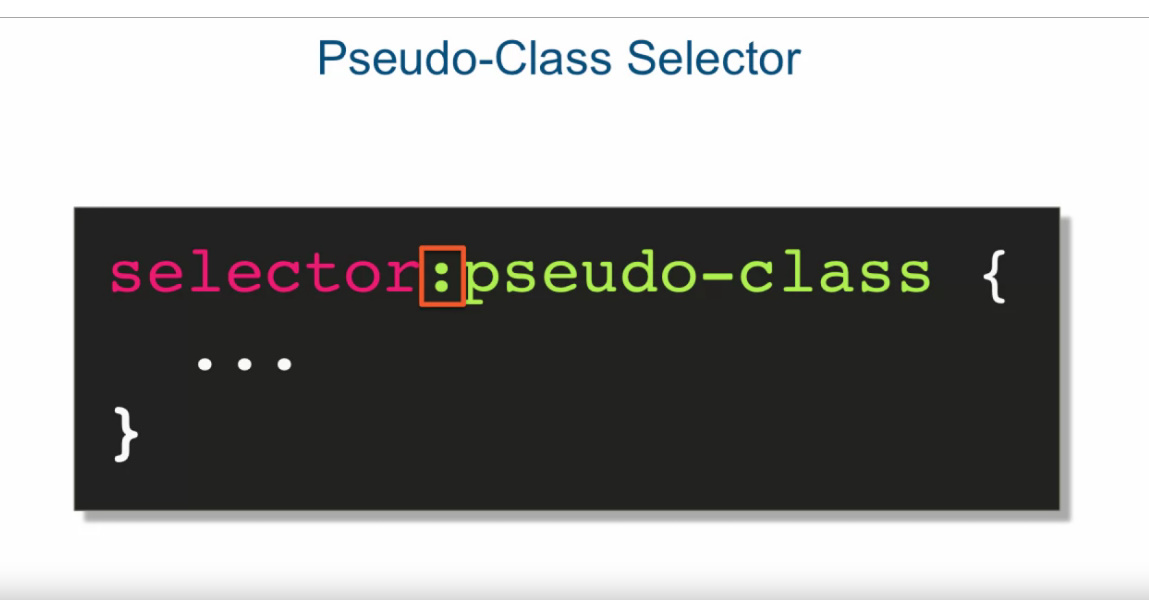 Pseudo-Class Selector
selector:pseudo-class {
...
}